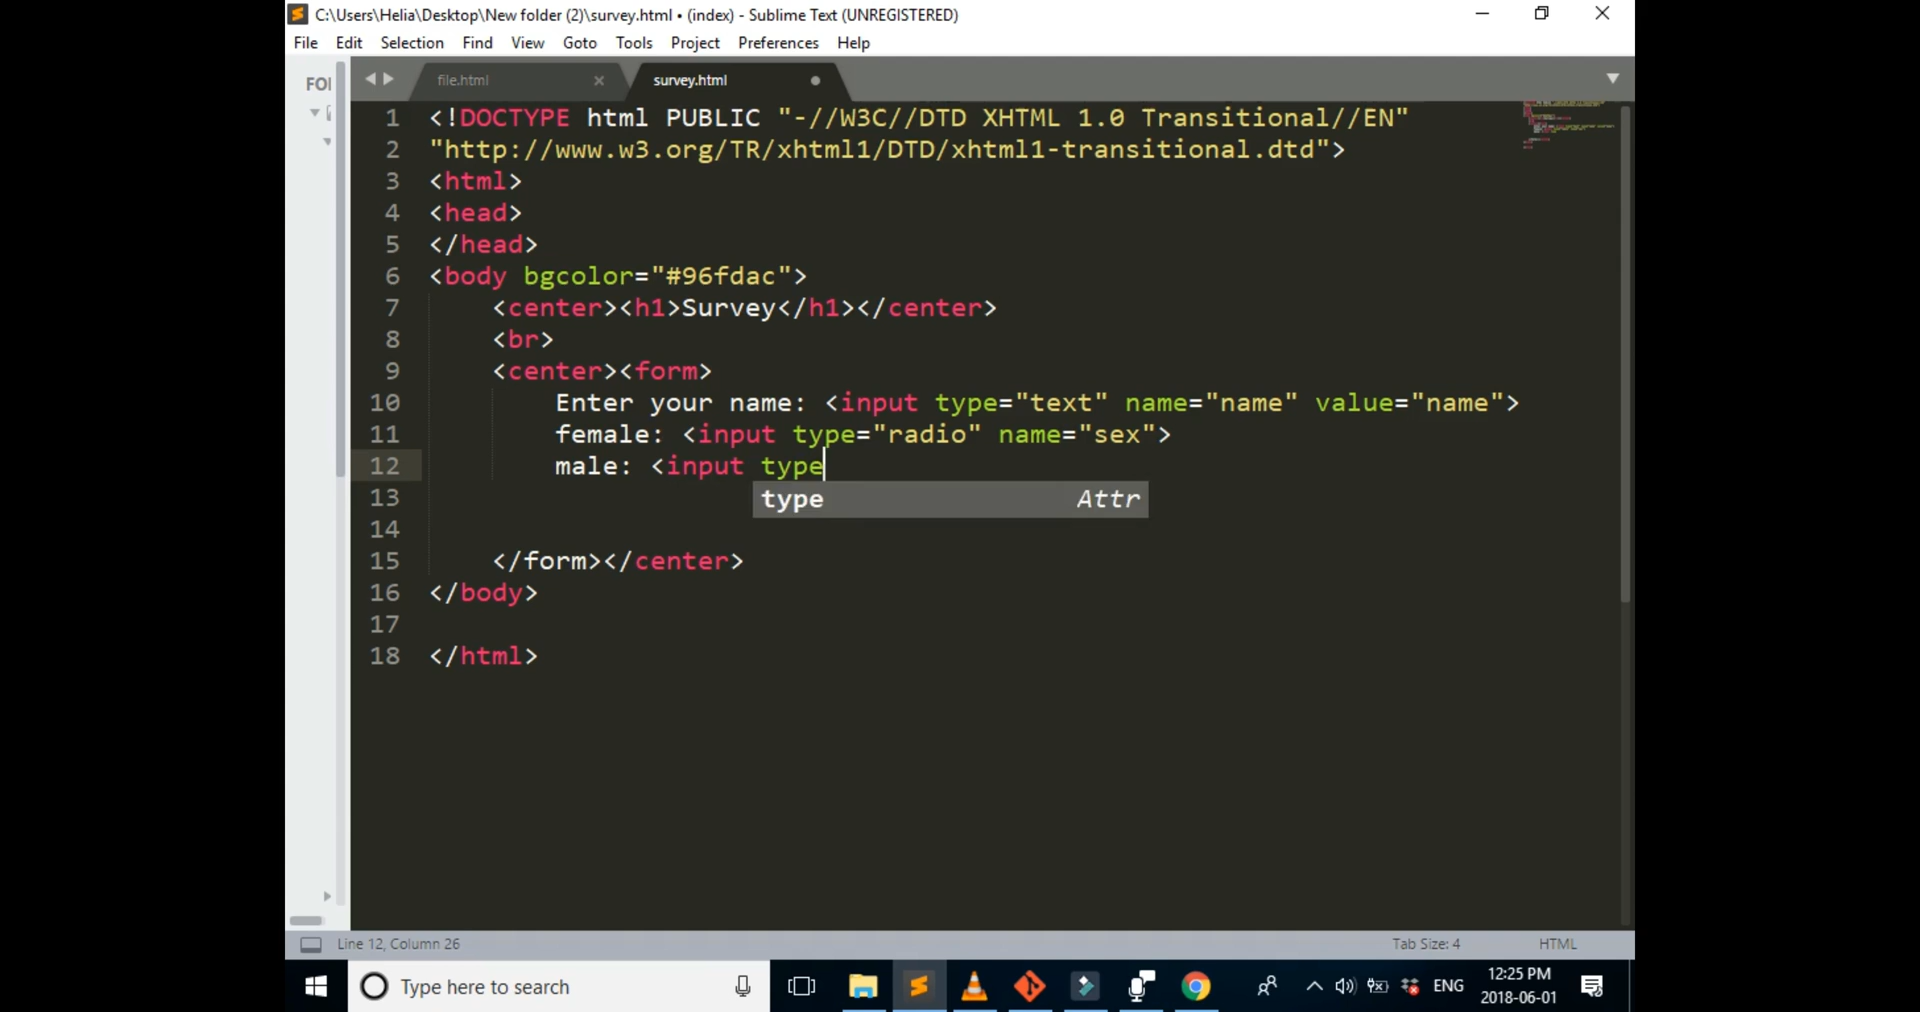 C:\Users\Helia\Desktop\New folder (2)\survey.html • (index) - Sublime Text (UNREGISTERED)
File Edit Selection Find View Goto Tools Project Preferences Help
FOI
file.html
survey.html
1 <!DOCTYPE html PUBLIC "-//W3C//DTD XHTML 1.0 Transitional//EN"
2 "http://www.w3.org/TR/xhtml1/DTD/xhtml1-transitional.dtd">
3 <html>
4 <head>
5 </head>
6 <body bgcolor="#96fdac">
7 <center><h1>Survey</h1></center>
8 <br>
9 <center><form>
10 Enter your name: <input type="text" name="name" value="name">
11 female: <input type="radio" name="sex">
12 male: <input type
type Attr
13
14
15 </form></center>
16 </body>
17
18 </html>
Line 12, Column 26
Tab Size: 4
HTML
Type here to search
ENG
12:25 PM
2018-06-01